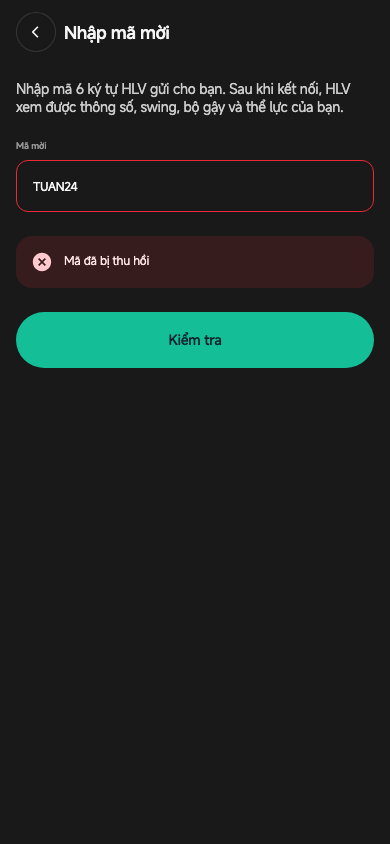 Nhập mã mời
Nhập mã 6 ký tự HLV gửi cho bạn. Sau khi kết nối, HLV
xem được thông số, swing, bộ gậy và thể lực của bạn.
Mã mời
TUAN24
Mã đã bị thu hồi
Kiểm tra